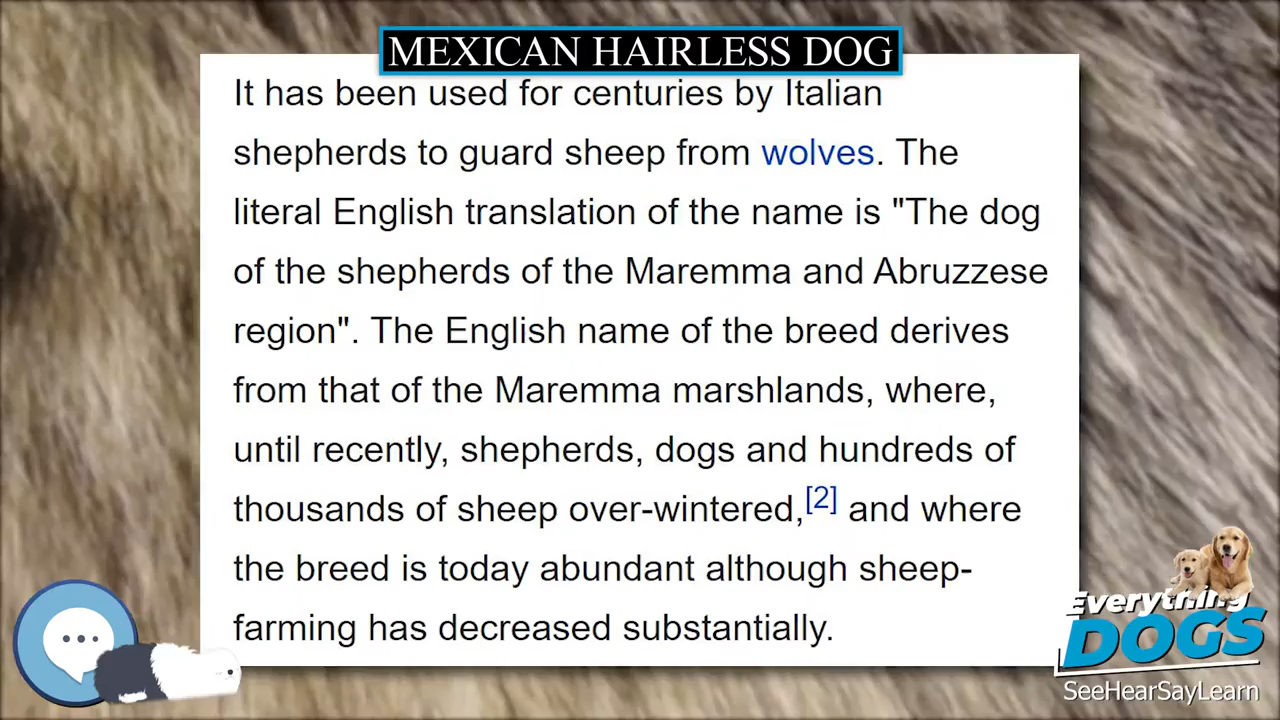 MEXICAN HAIRLESS DOG
It has been used for centuries by Italian
shepherds to guard sheep from wolves. The
literal English translation of the name is "The dog
of the shepherds of the Maremma and Abruzzese
region". The English name of the breed derives
from that of the Maremma marshlands, where,
until recently, shepherds, dogs and hundreds of
thousands of sheep over-wintered,[2] and where
the breed is today abundant although sheep-
farming has decreased substantially.
Everything
DOGS
SeeHearSayLearn